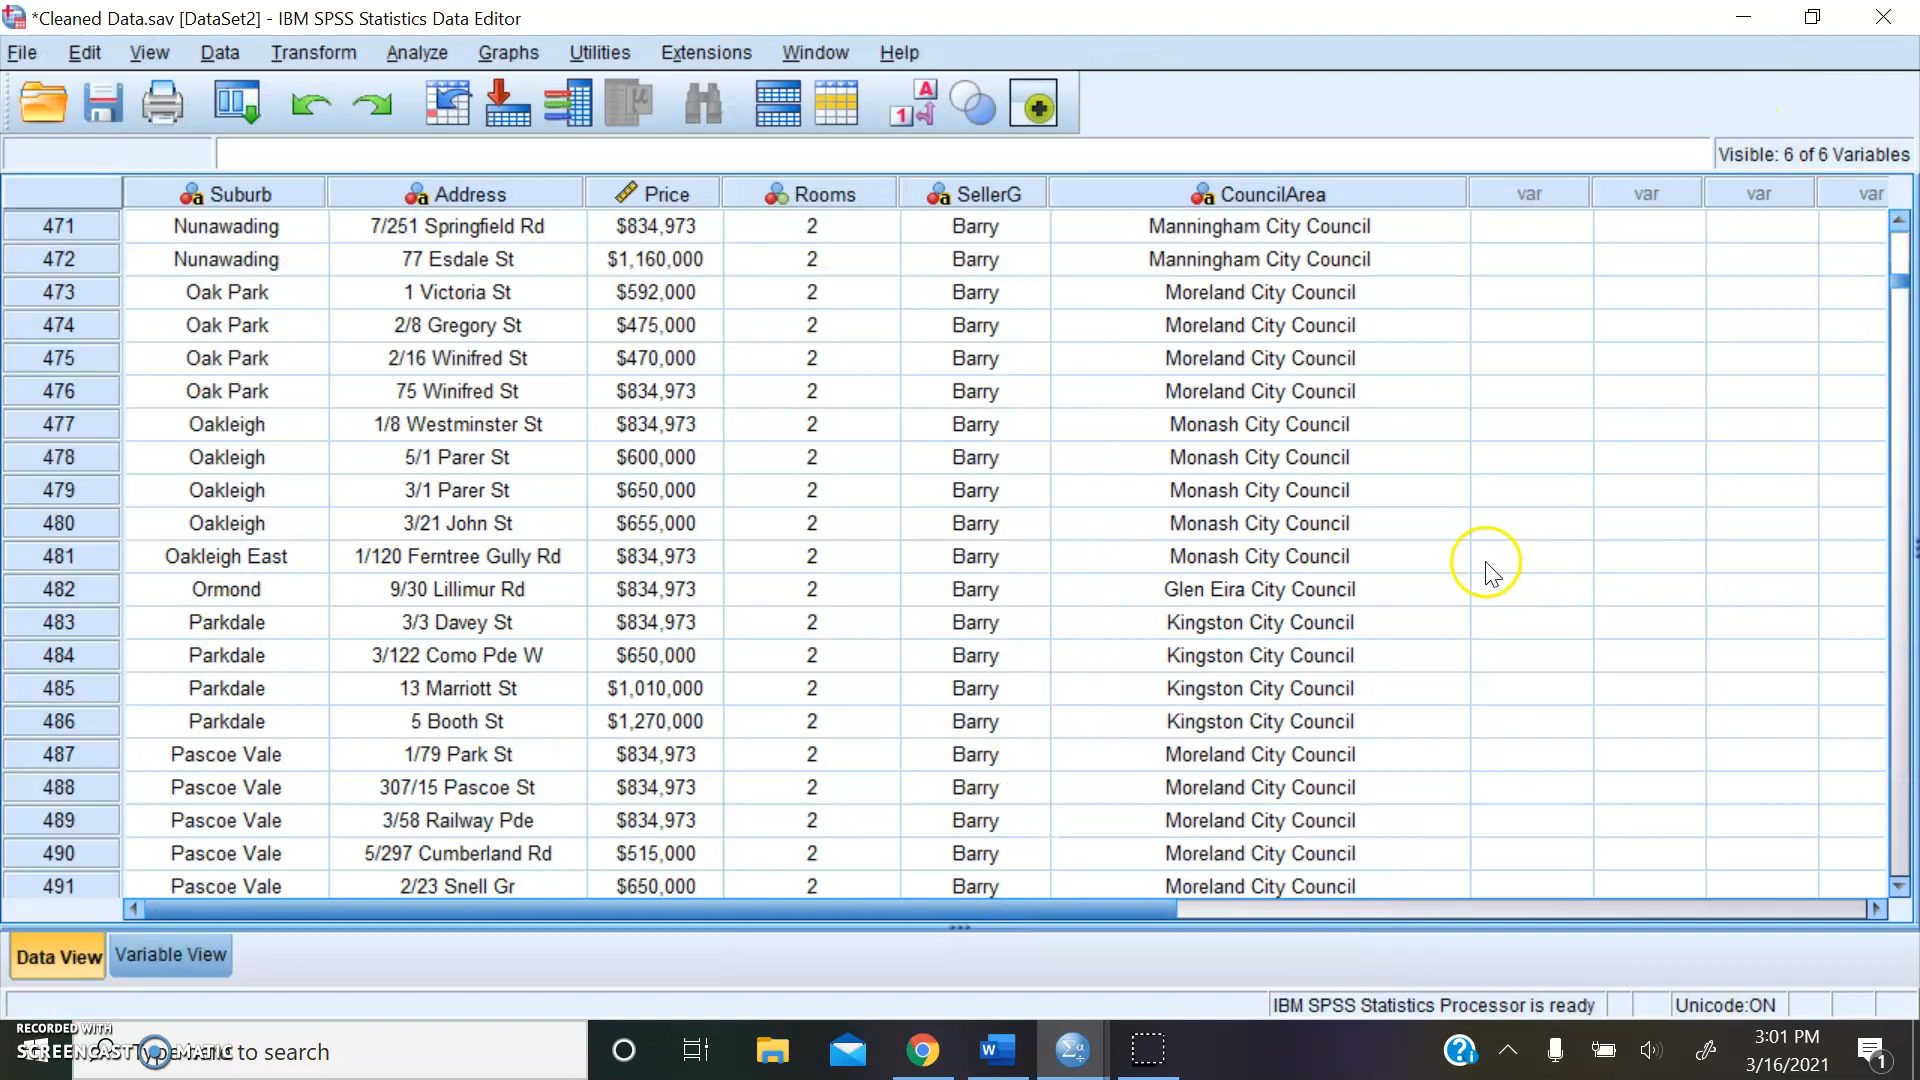 *Cleaned Data.sav [DataSet2] - IBM SPSS Statistics Data Editor
File Edit View Data Transform Analyze Graphs Utilities Extensions Window Help
Visible: 6 of 6 Variables
Suburb Address Price Rooms SellerG CouncilArea var var var var
471 Nunawading 7/251 Springfield Rd $834,973 2 Barry Manningham City Council
472 Nunawading 77 Esdale St $1,160,000 2 Barry Manningham City Council
473 Oak Park 1 Victoria St $592,000 2 Barry Moreland City Council
474 Oak Park 2/8 Gregory St $475,000 2 Barry Moreland City Council
475 Oak Park 2/16 Winifred St $470,000 2 Barry Moreland City Council
476 Oak Park 75 Winifred St $834,973 2 Barry Moreland City Council
477 Oakleigh 1/8 Westminster St $834,973 2 Barry Monash City Council
478 Oakleigh 5/1 Parer St $600,000 2 Barry Monash City Council
479 Oakleigh 3/1 Parer St $650,000 2 Barry Monash City Council
480 Oakleigh 3/21 John St $655,000 2 Barry Monash City Council
481 Oakleigh East 1/120 Ferntree Gully Rd $834,973 2 Barry Monash City Council
482 Ormond 9/30 Lillimur Rd $834,973 2 Barry Glen Eira City Council
483 Parkdale 3/3 Davey St $834,973 2 Barry Kingston City Council
484 Parkdale 3/122 Como Pde W $650,000 2 Barry Kingston City Council
485 Parkdale 13 Marriott St $1,010,000 2 Barry Kingston City Council
486 Parkdale 5 Booth St $1,270,000 2 Barry Kingston City Council
487 Pascoe Vale 1/79 Park St $834,973 2 Barry Moreland City Council
488 Pascoe Vale 307/15 Pascoe St $834,973 2 Barry Moreland City Council
489 Pascoe Vale 3/58 Railway Pde $834,973 2 Barry Moreland City Council
490 Pascoe Vale 5/297 Cumberland Rd $515,000 2 Barry Moreland City Council
491 Pascoe Vale 2/23 Snell Gr $650,000 2 Barry Moreland City Council
Data View Variable View
IBM SPSS Statistics Processor is ready Unicode:ON
RECORDED WITH
SCREENCAST MATIC
to search
3:01 PM
3/16/2021
1